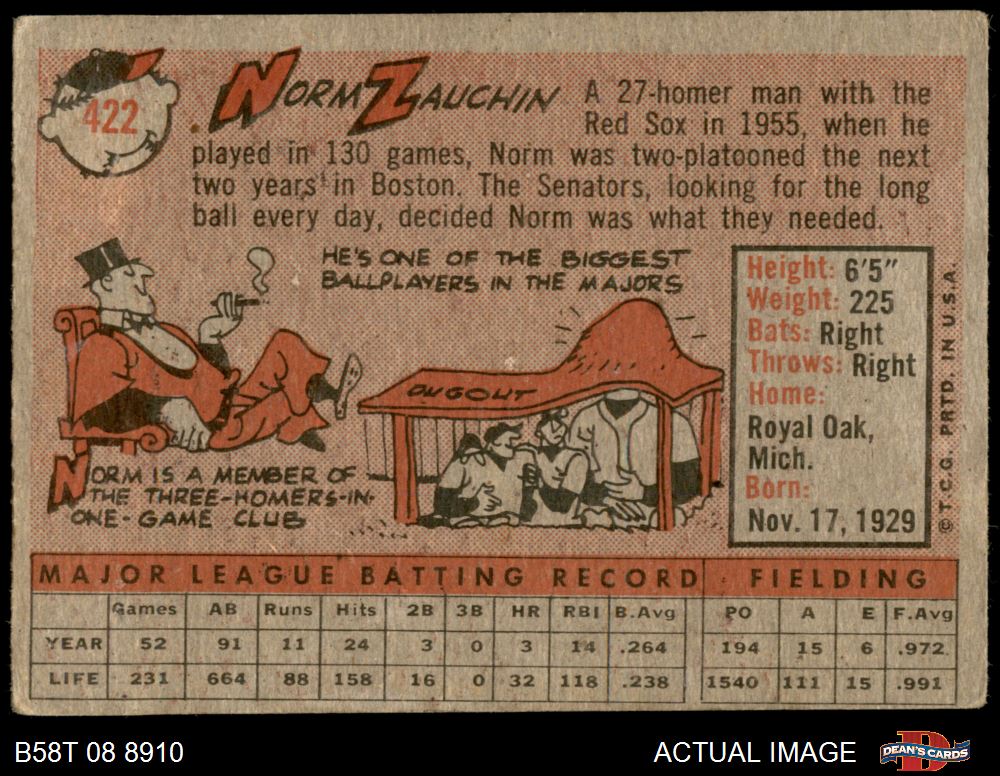 422
NORM ZAUCHIN
A 27-homer man with the
Red Sox in 1955, when he
played in 130 games, Norm was two-platooned the next
two years in Boston. The Senators, looking for the long
ball every day, decided Norm was what they needed.
HE'S ONE OF THE BIGGEST
BALLPLAYERS IN THE MAJORS
DUGOUT
NORM IS A MEMBER OF
THE THREE-HOMERS-IN-
ONE-GAME CLUB
Height: 6'5"
Weight: 225
Bats: Right
Throws: Right
Home:
Royal Oak,
Mich.
Born:
Nov. 17, 1929
© T.C.G. PRTD. IN U.S.A.
MAJOR LEAGUE BATTING RECORD FIELDING
Games AB Runs Hits 2B 3B HR RBI B.Avg PO A E F.Avg
YEAR 52 91 11 24 3 0 3 14 .264 194 15 6 .972
LIFE 231 664 88 158 16 0 32 118 .238 1540 111 15 .991
B58T 08 8910
ACTUAL IMAGE
DEAN'S CARDS